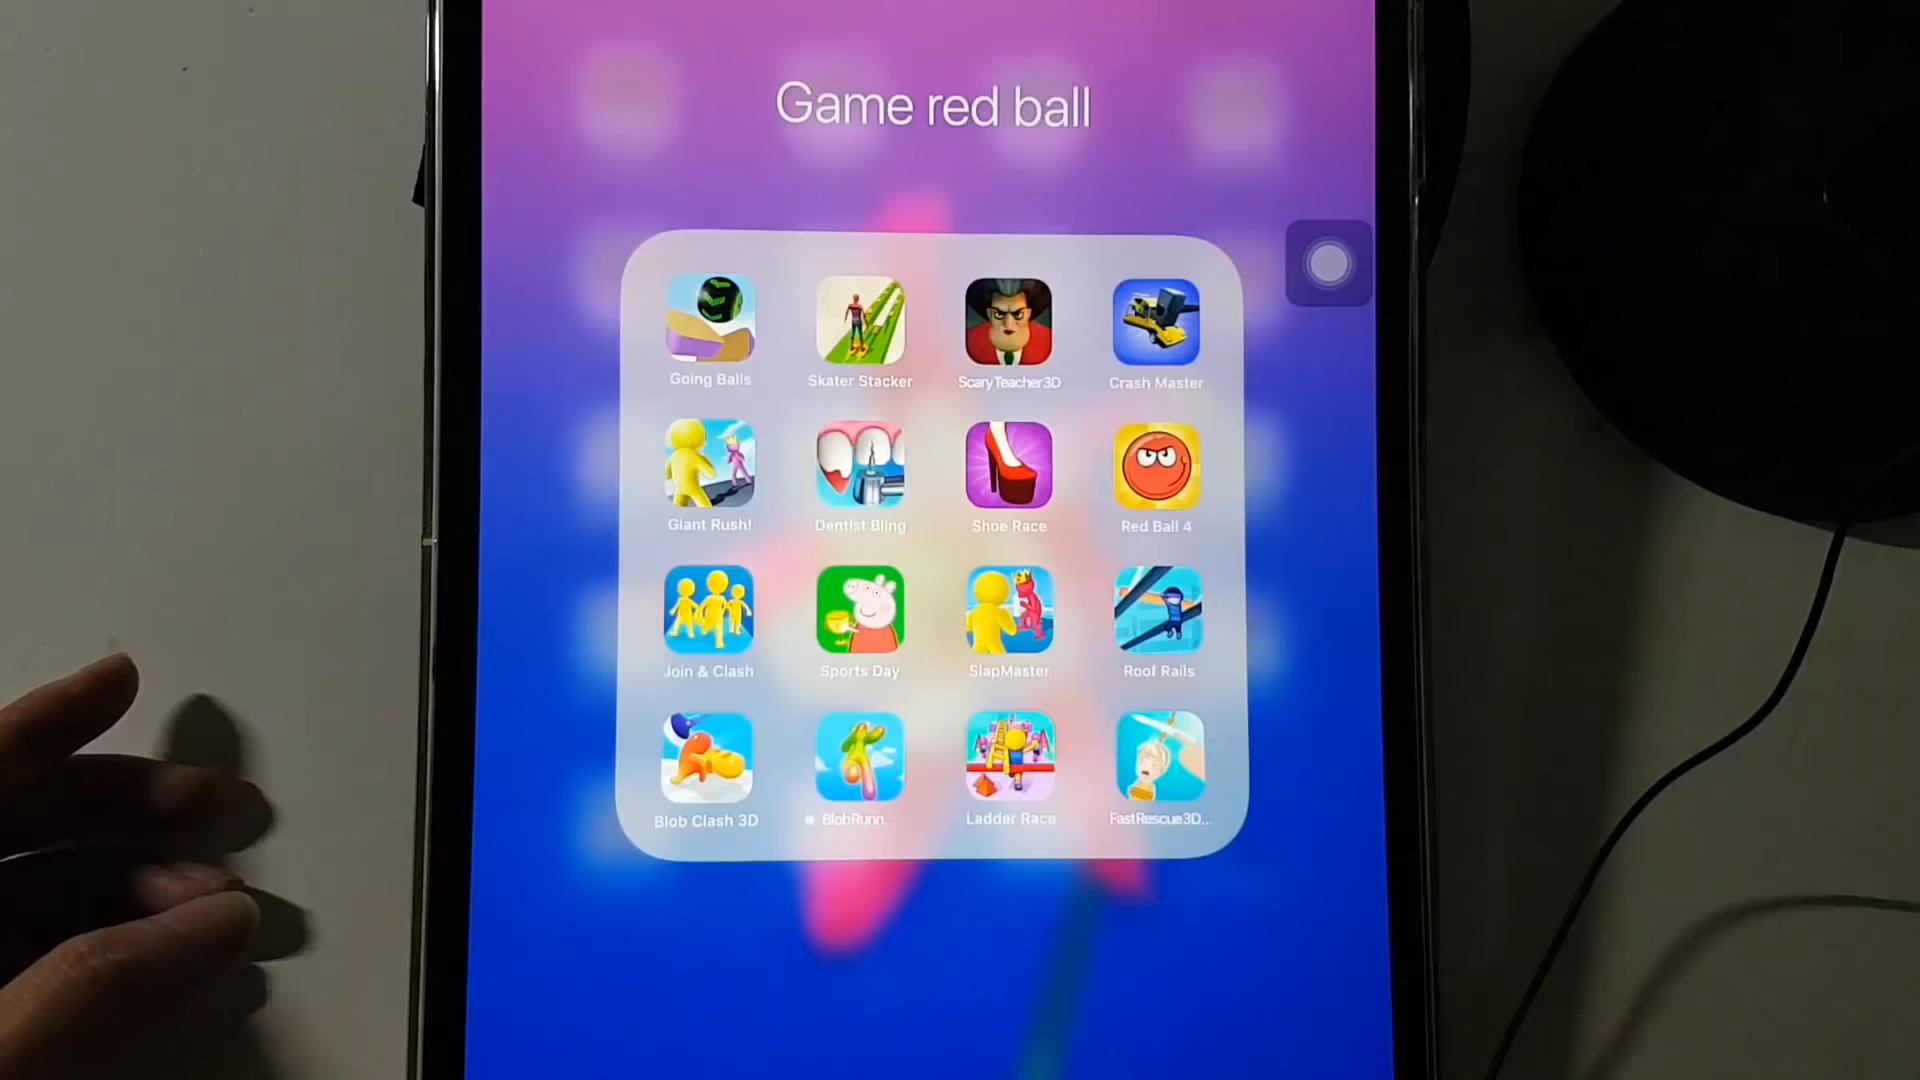 Game red ball
Going Balls
Skater Stacker
ScaryTeacher3D
Crash Master
Giant Rush!
Dentist Bling
Shoe Race
Red Ball 4
Join & Clash
Sports Day
SlapMaster
Roof Rails
Blob Clash 3D
BlobRunn...
Ladder Race
FastRescue3D...